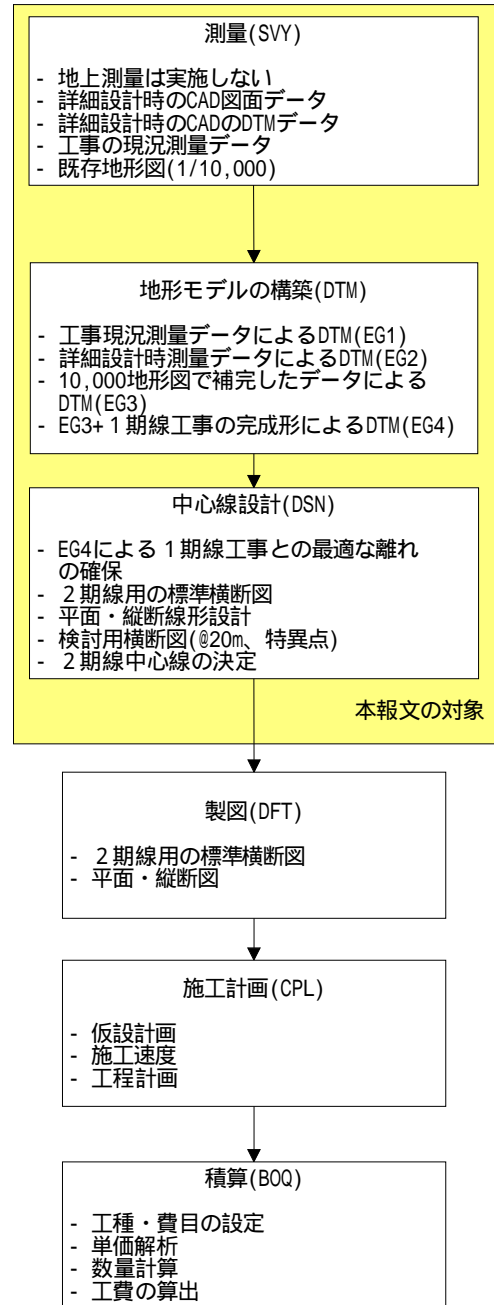 測量(SVY)
- 地上測量は実施しない
- 詳細設計時のCAD図面データ
- 詳細設計時のCADのDTMデータ
- 工事の現況測量データ
- 既存地形図(1/10,000)
地形モデルの構築(DTM)
- 工事現況測量データによるDTM(EG1)
- 詳細設計時測量データによるDTM(EG2)
- 10,000地形図で補完したデータによる
DTM(EG3)
- EG3+１期線工事の完成形によるDTM(EG4)
中心線設計(DSN)
- EG4による１期線工事との最適な離れ
の確保
- ２期線用の標準横断図
- 平面・縦断線形設計
- 検討用横断図(@20m、特異点)
- ２期線中心線の決定
本報文の対象
製図(DFT)
- ２期線用の標準横断図
- 平面・縦断図
施工計画(CPL)
- 仮設計画
- 施工速度
- 工程計画
積算(BOQ)
- 工種・費目の設定
- 単価解析
- 数量計算
- 工費の算出